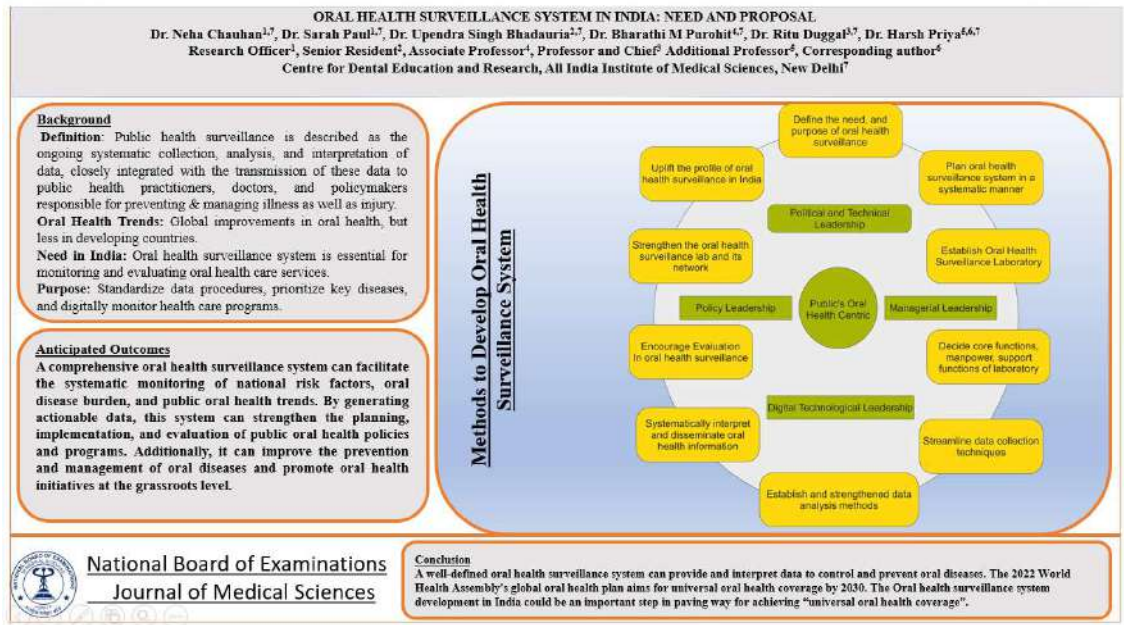 ORAL HEALTH SURVEILLANCE SYSTEM IN INDIA: NEED AND PROPOSAL
Dr. Neha Chauhan1,7, Dr. Sarah Paul1,7, Dr. Upendra Singh Bhadauria2,7, Dr. Bharathi M Purohit4,7, Dr. Ritu Duggal3,7, Dr. Harsh Priya5,6,7
Research Officer1, Senior Resident2, Associate Professor4, Professor and Chief3 Additional Professor5, Corresponding author6
Centre for Dental Education and Research, All India Institute of Medical Sciences, New Delhi7
Background
Definition: Public health surveillance is described as the
ongoing systematic collection, analysis, and interpretation of
data, closely integrated with the transmission of these data to
public health practitioners, doctors, and policymakers
responsible for preventing & managing illness as well as injury.
Oral Health Trends: Global improvements in oral health, but
less in developing countries.
Need in India: Oral health surveillance system is essential for
monitoring and evaluating oral health care services.
Purpose: Standardize data procedures, prioritize key diseases,
and digitally monitor health care programs.
Anticipated Outcomes
A comprehensive oral health surveillance system can facilitate
the systematic monitoring of national risk factors, oral
disease burden, and public oral health trends. By generating
actionable data, this system can strengthen the planning,
implementation, and evaluation of public oral health policies
and programs. Additionally, it can improve the prevention
and management of oral diseases and promote oral health
initiatives at the grassroots level.
Methods to Develop Oral Health
Surveillance System
Define the need, and
purpose of oral health
surveillance
Plan oral health
surveillance system in a
systematic manner
Establish Oral Health
Surveillance Laboratory
Decide core functions,
manpower, support
functions of laboratory
Streamline data collection
techniques
Establish and strengthened data
analysis methods
Systematically interpret
and disseminate oral
health information
Encourage Evaluation
In oral health surveillance
Strengthen the oral health
surveillance lab and its
network
Uplift the profile of oral
health surveillance in India
Political and Technical
Leadership
Policy Leadership
Public's Oral
Health Centric
Managerial Leadership
Digital Technological Leadership
National Board of Examinations
Journal of Medical Sciences
Conclusion
A well-defined oral health surveillance system can provide and interpret data to control and prevent oral diseases. The 2022 World
Health Assembly's global oral health plan aims for universal oral health coverage by 2030. The Oral health surveillance system
development in India could be an important step in paving way for achieving "universal oral health coverage".